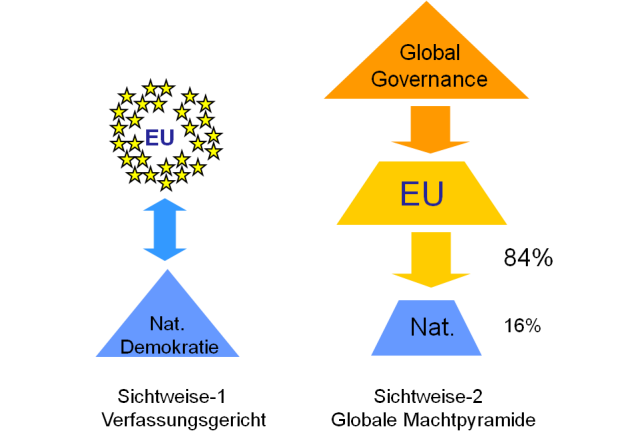 EU
Nat.
Demokratie
Sichtweise-1
Verfassungsgericht
Global
Governance
EU
84%
Nat.
16%
Sichtweise-2
Globale Machtpyramide